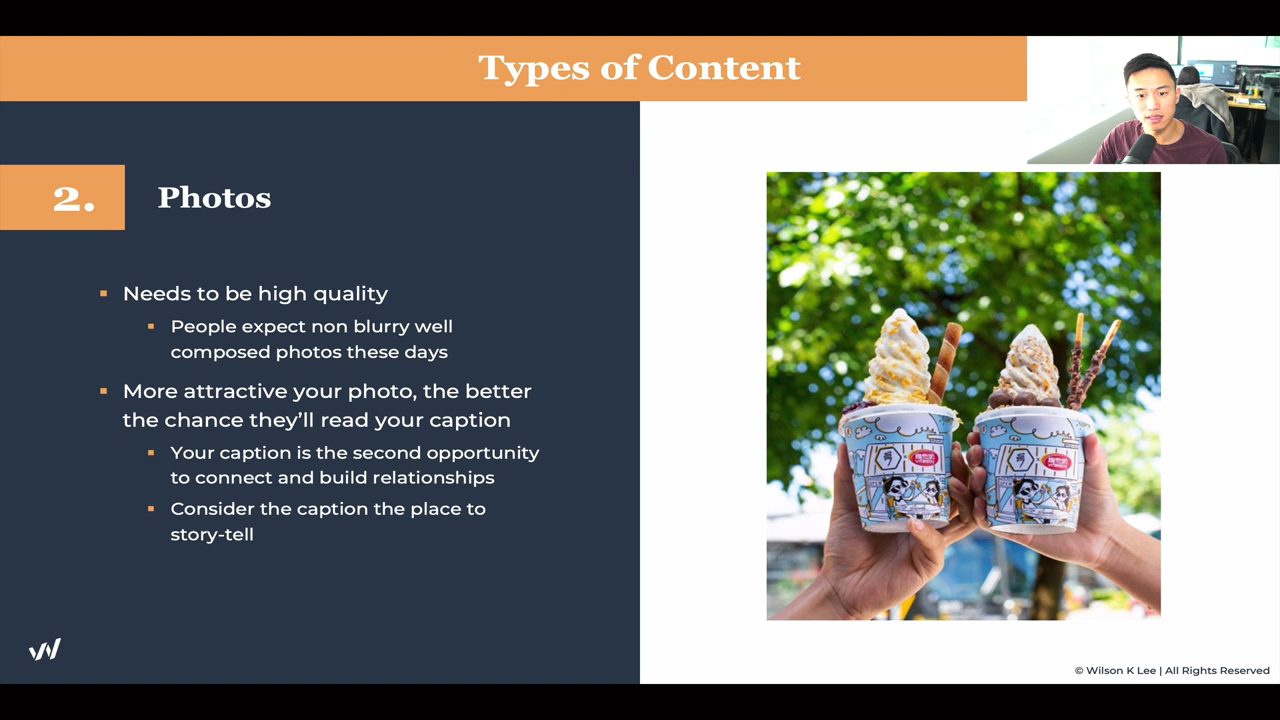 Types of Content
2.
Photos
Needs to be high quality
People expect non blurry well
composed photos these days
More attractive your photo, the better
the chance they’ll read your caption
Your caption is the second opportunity
to connect and build relationships
Consider the caption the place to
story-tell
© Wilson K Lee | All Rights Reserved